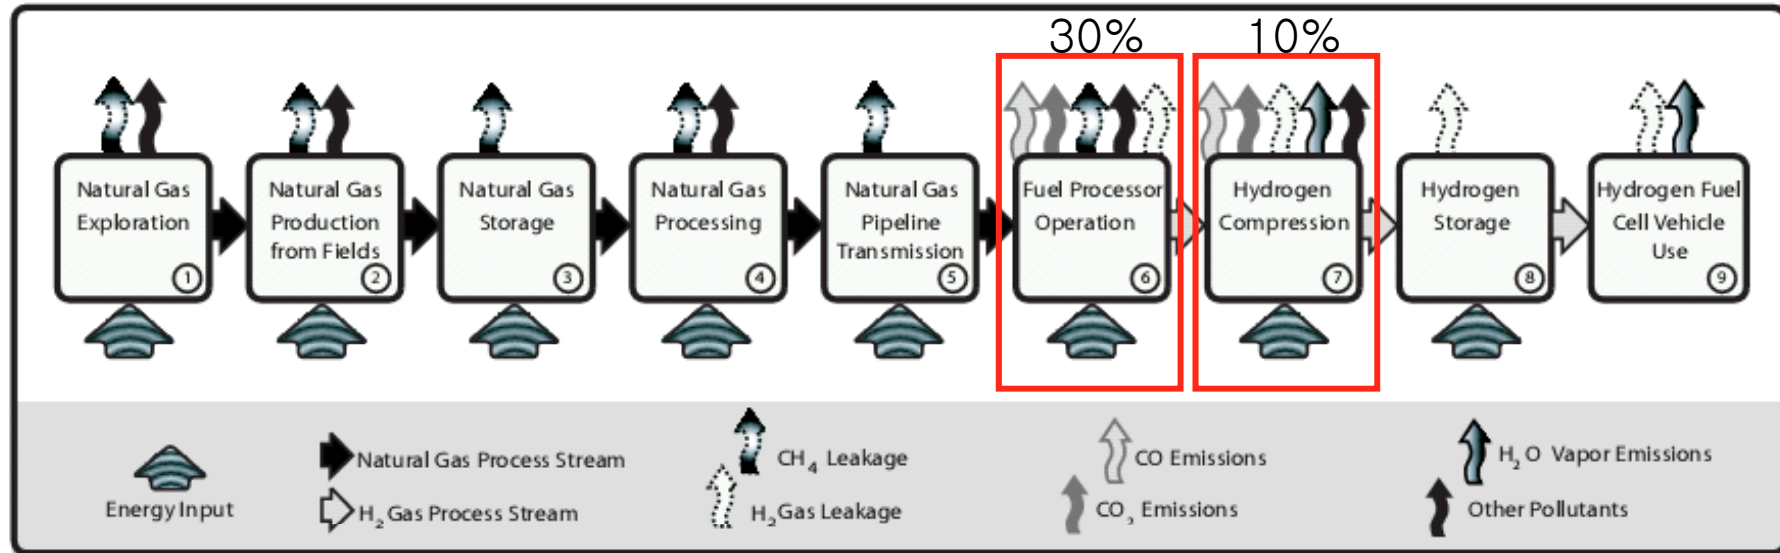 30%
10%
Natural Gas
Exploration
1
Natural Gas
Production
from Fields
2
Natural Gas
Storage
3
Natural Gas
Processing
4
Natural Gas
Pipeline
Transmission
5
Fuel Processor
Operation
6
Hydrogen
Compression
7
Hydrogen
Storage
8
Hydrogen Fuel
Cell Vehicle
Use
9
Energy Input
Natural Gas Process Stream
H₂ Gas Process Stream
CH₄ Leakage
H₂ Gas Leakage
CO Emissions
CO₂ Emissions
H₂O Vapor Emissions
Other Pollutants